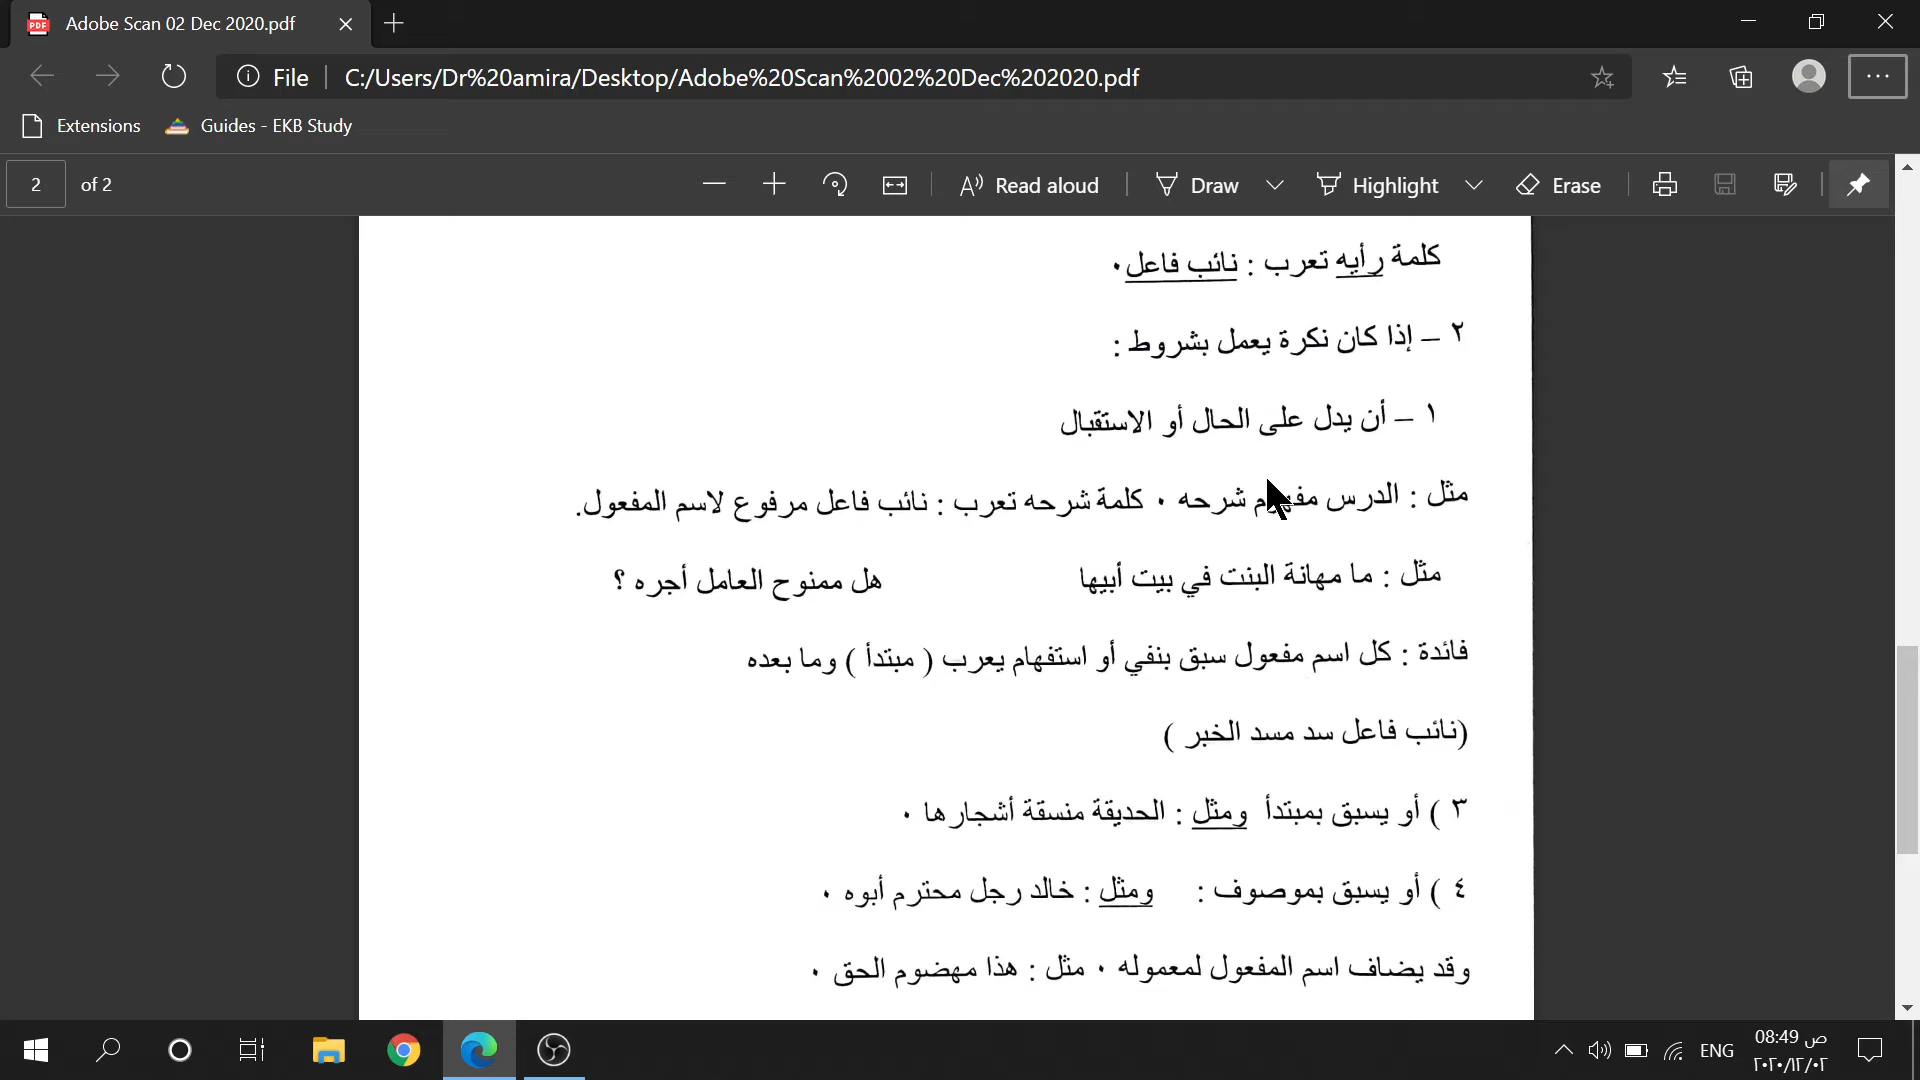 Adobe Scan 02 Dec 2020.pdf
File
C:/Users/Dr%20amira/Desktop/Adobe%20Scan%2002%20Dec%202020.pdf
Extensions
Guides - EKB Study
2 of 2
Read aloud
Draw
Highlight
Erase
كلمة رأيه تعرب : نائب فاعل٠
٢ – إذا كان نكرة يعمل بشروط :
١ – أن يدل على الحال أو الاستقبال
مثل : الدرس مفهوم شرحه ٠ كلمة شرحه تعرب : نائب فاعل مرفوع لاسم المفعول.
مثل : ما مهانة البنت في بيت أبيها هل ممنوح العامل أجره ؟
فائدة : كل اسم مفعول سبق بنفي أو استفهام يعرب ( مبتدأ ) وما بعده
(نائب فاعل سد مسد الخبر )
٣ ) أو يسبق بمبتدأ ومثل : الحديقة منسقة أشجارها ٠
٤ ) أو يسبق بموصوف : ومثل : خالد رجل محترم أبوه ٠
وقد يضاف اسم المفعول لمعموله ٠ مثل : هذا مهضوم الحق ٠
ENG
08:49 ص
٢٠٢٠/١٢/٠٢